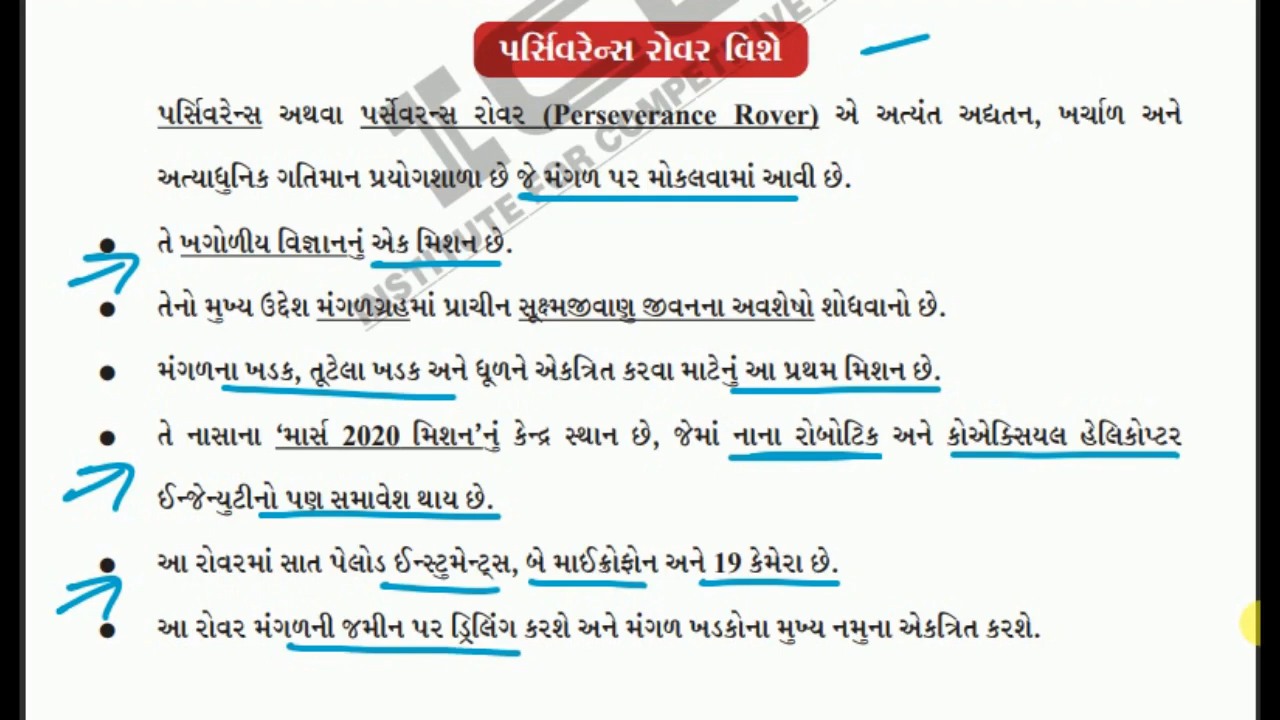 પર્સિવરેન્સ રોવર વિશે
પર્સિવરેન્સ અથવા પર્સેવરન્સ રોવર (Perseverance Rover) એ અત્યંત અદ્યતન, ખર્ચાળ અને
અત્યાધુનિક ગતિમાન પ્રયોગશાળા છે જે મંગળ પર મોકલવામાં આવી છે.
● તે ખગોળીય વિજ્ઞાનનું એક મિશન છે.
● તેનો મુખ્ય ઉદ્દેશ મંગળગ્રહમાં પ્રાચીન સૂક્ષ્મજીવાણુ જીવનના અવશેષો શોધવાનો છે.
● મંગળના ખડક, તૂટેલા ખડક અને ધૂળને એકત્રિત કરવા માટેનું આ પ્રથમ મિશન છે.
● તે નાસાના ‘માર્સ 2020 મિશન’નું કેન્દ્ર સ્થાન છે, જેમાં નાના રોબોટિક અને કોએક્સિયલ હેલિકોપ્ટર
ઈન્જેન્યુટીનો પણ સમાવેશ થાય છે.
● આ રોવરમાં સાત પેલોડ ઈન્સ્ટુમેન્ટ્સ, બે માઈક્રોફોન અને 19 કેમેરા છે.
● આ રોવર મંગળની જમીન પર ડ્રિલિંગ કરશે અને મંગળ ખડકોના મુખ્ય નમુના એકત્રિત કરશે.
INSTITUTE FOR COMPETITIVE